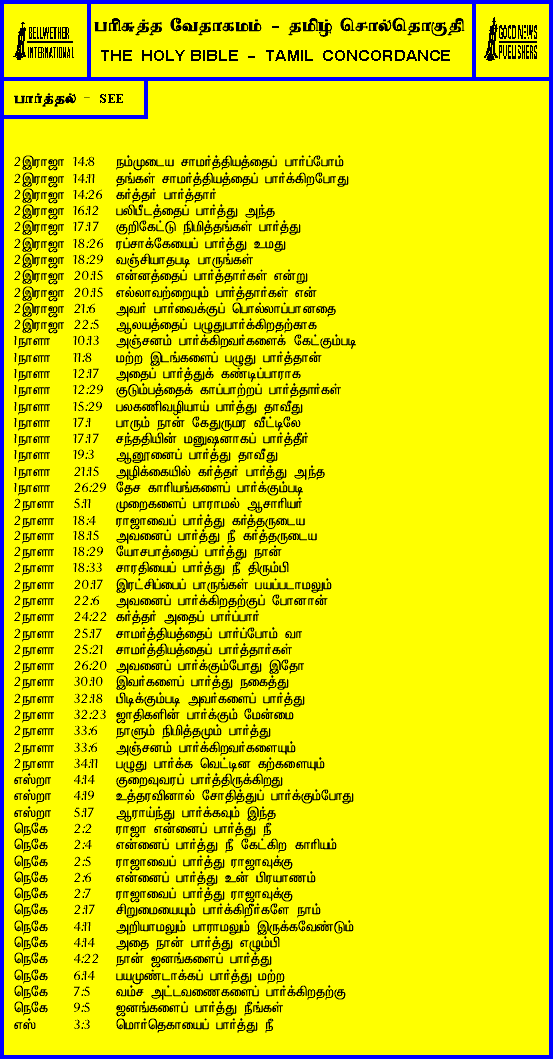 BELLWETHER
INTERNATIONAL
பரிசுத்த வேதாகமம் - தமிழ் சொல்தொகுதி
THE HOLY BIBLE - TAMIL CONCORDANCE
GOOD NEWS
PUBLISHERS
பார்த்தல் - SEE
2இராஜா 14:8 நம்முடைய சாமர்த்தியத்தைப் பார்ப்போம்
2இராஜா 14:11 தங்கள் சாமர்த்தியத்தைப் பார்க்கிறபோது
2இராஜா 14:26 கர்த்தர் பார்த்தார்
2இராஜா 16:12 பலிபீடத்தைப் பார்த்து அந்த
2இராஜா 17:17 குறிகேட்டு நிமித்தங்கள் பார்த்து
2இராஜா 18:26 ரப்சாக்கேயைப் பார்த்து உமது
2இராஜா 18:29 வஞ்சியாதபடி பாருங்கள்
2இராஜா 20:15 என்னத்தைப் பார்த்தார்கள் என்று
2இராஜா 20:15 எல்லாவற்றையும் பார்த்தார்கள் என்
2இராஜா 21:6 அவர் பார்வைக்குப் பொல்லாப்பானதை
2இராஜா 22:5 ஆலயத்தைப் பழுதுபார்க்கிறதற்காக
1நாளா 10:13 அஞ்சனம் பார்க்கிறவர்களைக் கேட்கும்படி
1நாளா 11:8 மற்ற இடங்களைப் பழுது பார்த்தான்
1நாளா 12:17 அதைப் பார்த்துக் கண்டிப்பாராக
1நாளா 12:29 குடும்பத்தைக் காப்பாற்றப் பார்த்தார்கள்
1நாளா 15:29 பலகணிவழியாய் பார்த்து தாவீது
1நாளா 17:1 பாரும் நான் கேதுருமர வீட்டிலே
1நாளா 17:17 சந்ததியின் மனுஷனாகப் பார்த்தீர்
1நாளா 19:3 ஆனூனைப் பார்த்து தாவீது
1நாளா 21:15 அழிக்கையில் கர்த்தர் பார்த்து அந்த
1நாளா 26:29 தேச காரியங்களைப் பார்க்கும்படி
2நாளா 5:11 முறைகளைப் பாராமல் ஆசாரியர்
2நாளா 18:4 ராஜாவைப் பார்த்து கர்த்தருடைய
2நாளா 18:15 அவனைப் பார்த்து நீ கர்த்தருடைய
2நாளா 18:29 யோசபாத்தைப் பார்த்து நான்
2நாளா 18:33 சாரதியைப் பார்த்து நீ திரும்பி
2நாளா 20:17 இரட்சிப்பைப் பாருங்கள் பயப்படாமலும்
2நாளா 22:6 அவனைப் பார்க்கிறதற்குப் போனான்
2நாளா 24:22 கர்த்தர் அதைப் பார்ப்பார்
2நாளா 25:17 சாமர்த்தியத்தைப் பார்ப்போம் வா
2நாளா 25:21 சாமர்த்தியத்தைப் பார்த்தார்கள்
2நாளா 26:20 அவனைப் பார்க்கும்போது இதோ
2நாளா 30:10 இவர்களைப் பார்த்து நகைத்து
2நாளா 32:18 பிடிக்கும்படி அவர்களைப் பார்த்து
2நாளா 32:23 ஜாதிகளின் பார்க்கும் மேன்மை
2நாளா 33:6 நாளும் நிமித்தமும் பார்த்து
2நாளா 33:6 அஞ்சனம் பார்க்கிறவர்களையும்
2நாளா 34:11 பழுது பார்க்க வெட்டின கற்களையும்
எஸ்றா 4:14 குறைவுவரப் பார்த்திருக்கிறது
எஸ்றா 4:19 உத்தரவினால் சோதித்துப் பார்க்கும்போது
எஸ்றா 5:17 ஆராய்ந்து பார்க்கவும் இந்த
நெகே 2:2 ராஜா என்னைப் பார்த்து நீ
நெகே 2:4 என்னைப் பார்த்து நீ கேட்கிற காரியம்
நெகே 2:5 ராஜாவைப் பார்த்து ராஜாவுக்கு
நெகே 2:6 என்னைப் பார்த்து உன் பிரயாணம்
நெகே 2:7 ராஜாவைப் பார்த்து ராஜாவுக்கு
நெகே 2:17 சிறுமையையும் பார்க்கிறீர்களே நாம்
நெகே 4:11 அறியாமலும் பாராமலும் இருக்கவேண்டும்
நெகே 4:14 அதை நான் பார்த்து எழும்பி
நெகே 4:22 நான் ஜனங்களைப் பார்த்து
நெகே 6:14 பயமுண்டாக்கப் பார்த்து மற்ற
நெகே 7:5 வம்ச அட்டவணைகளைப் பார்க்கிறதற்கு
நெகே 9:5 ஜனங்களைப் பார்த்து நீங்கள்
எஸ் 3:3 மொர்தெகாயைப் பார்த்து நீ